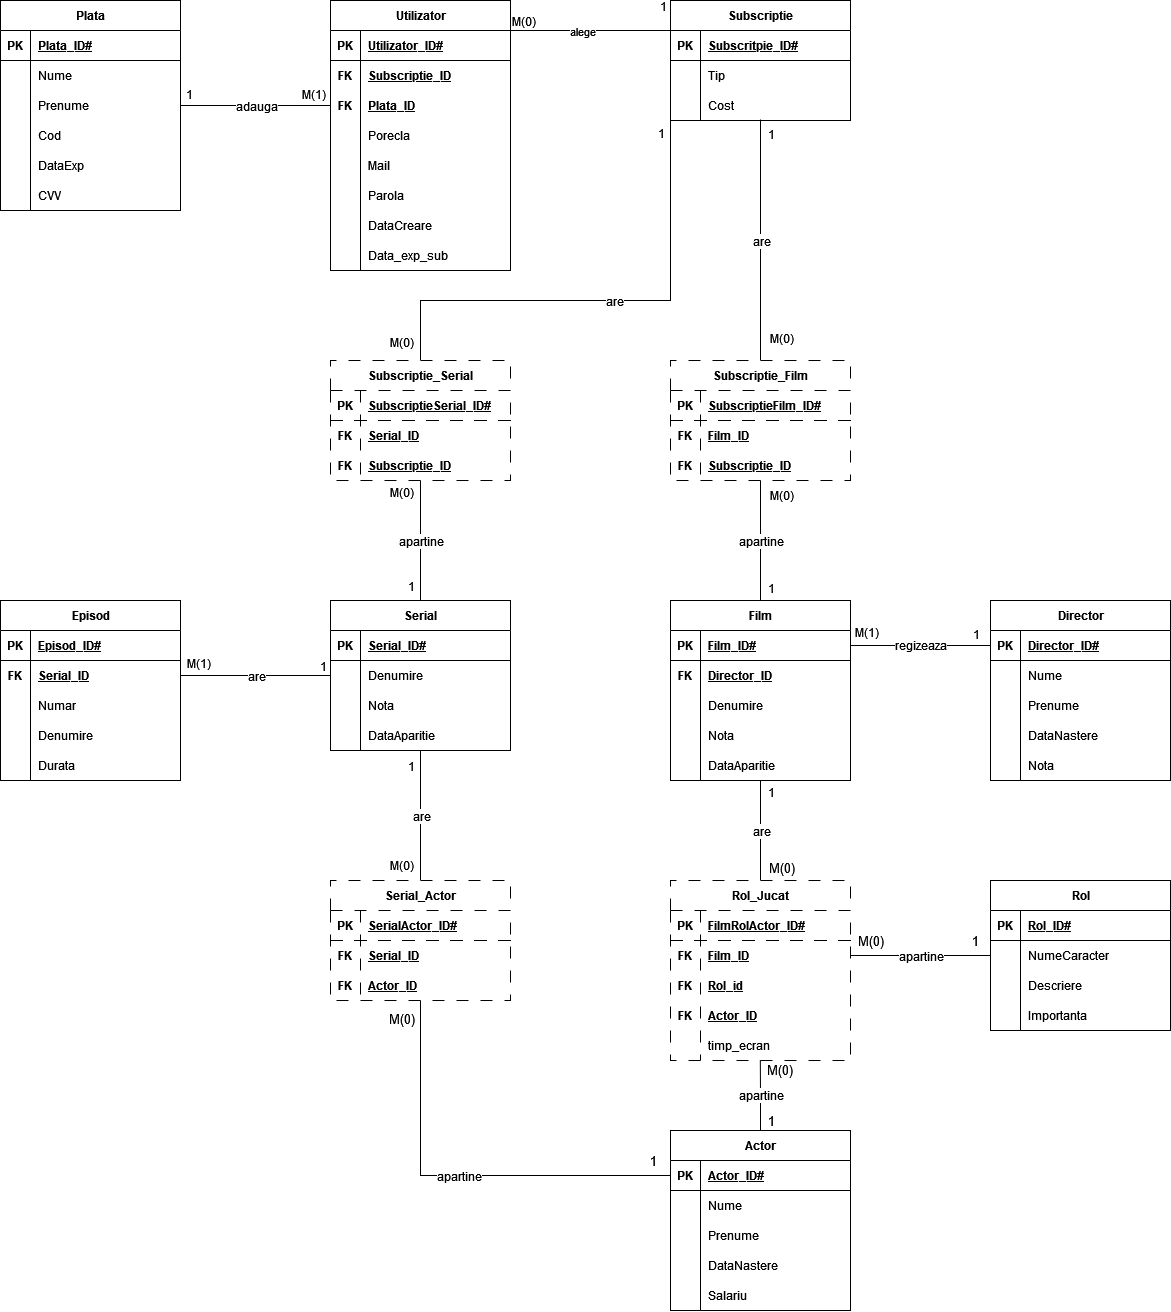 Plata
PK Plata_ID#
Nume
Prenume
Cod
DataExp
CVV
1
adauga
M(1)
Utilizator
PK Utilizator_ID#
FK Subscriptie_ID
FK Plata_ID
Porecla
Mail
Parola
DataCreare
Data_exp_sub
M(0)
alege
1
Subscriptie
PK Subscritpie_ID#
Tip
Cost
1
are
M(0)
1
are
M(0)
Subscriptie_Serial
PK SubscriptieSerial_ID#
FK Serial_ID
FK Subscriptie_ID
M(0)
apartine
1
Subscriptie_Film
PK SubscriptieFilm_ID#
FK Film_ID
FK Subscriptie_ID
M(0)
apartine
1
Episod
PK Episod_ID#
FK Serial_ID
Numar
Denumire
Durata
M(1)
are
1
Serial
PK Serial_ID#
Denumire
Nota
DataAparitie
1
are
M(0)
Film
PK Film_ID#
FK Director_ID
Denumire
Nota
DataAparitie
M(1)
regizeaza
1
Director
PK Director_ID#
Nume
Prenume
DataNastere
Nota
1
are
M(0)
Serial_Actor
PK SerialActor_ID#
FK Serial_ID
FK Actor_ID
M(0)
apartine
1
Rol_Jucat
PK FilmRolActor_ID#
FK Film_ID
FK Rol_id
FK Actor_ID
timp_ecran
M(0)
apartine
1
Rol
PK Rol_ID#
NumeCaracter
Descriere
Importanta
M(0)
apartine
1
Actor
PK Actor_ID#
Nume
Prenume
DataNastere
Salariu